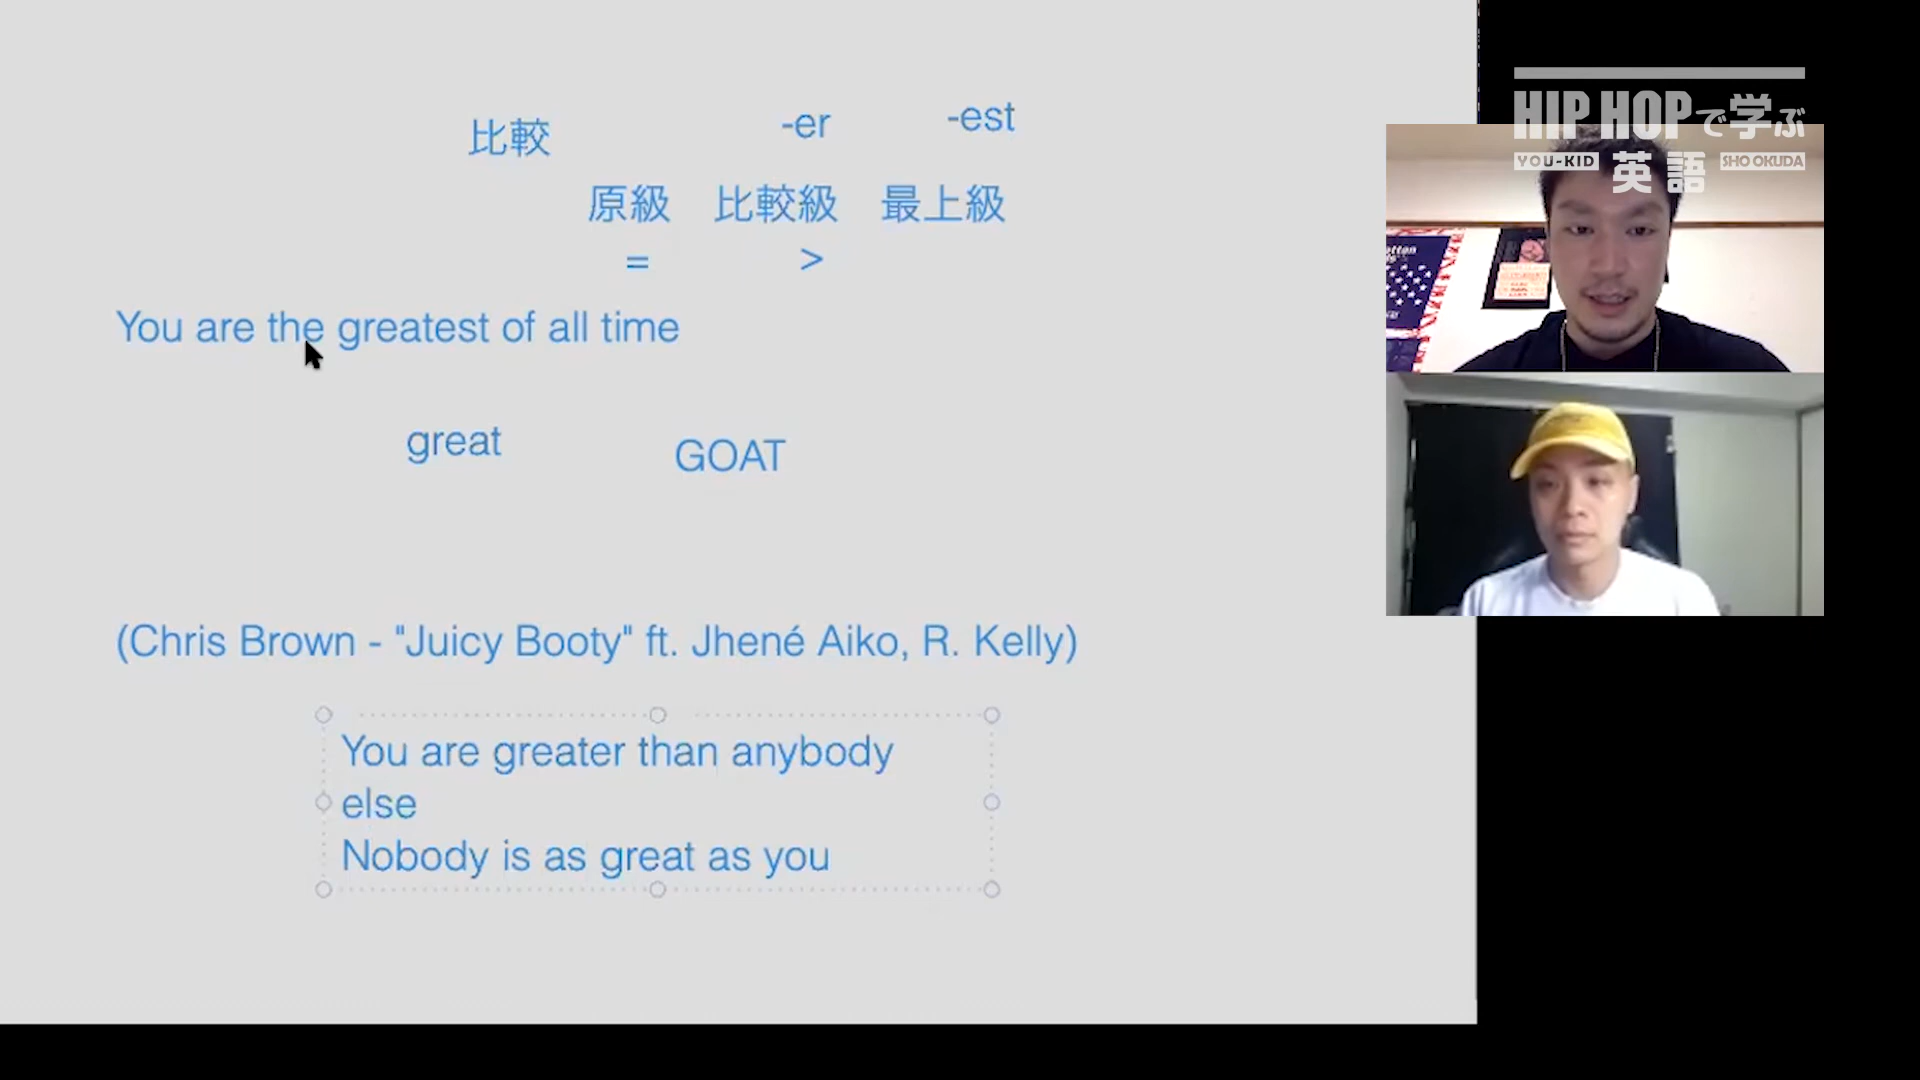 比較
-er
-est
原級
比較級
最上級
=
>
You are the greatest of all time
great
GOAT
(Chris Brown - "Juicy Booty" ft. Jhené Aiko, R. Kelly)
You are greater than anybody
else
Nobody is as great as you
HIP HOPで学ぶ
YOU-KID
英語
SHO OKUDA